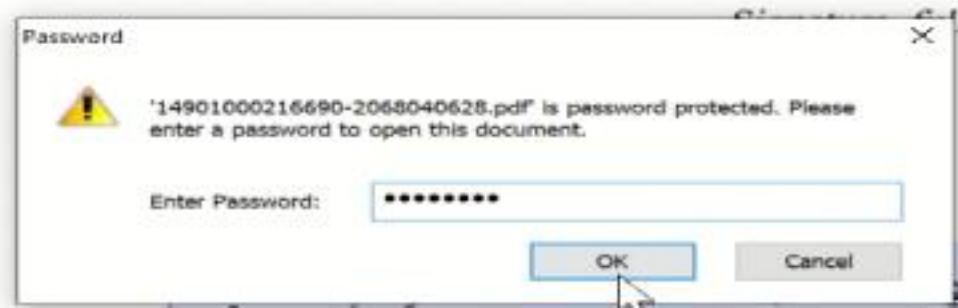 Password
'14901000216690-2068040628.pdf' is password protected. Please
enter a password to open this document.
Enter Password: ••••••••
OK
Cancel